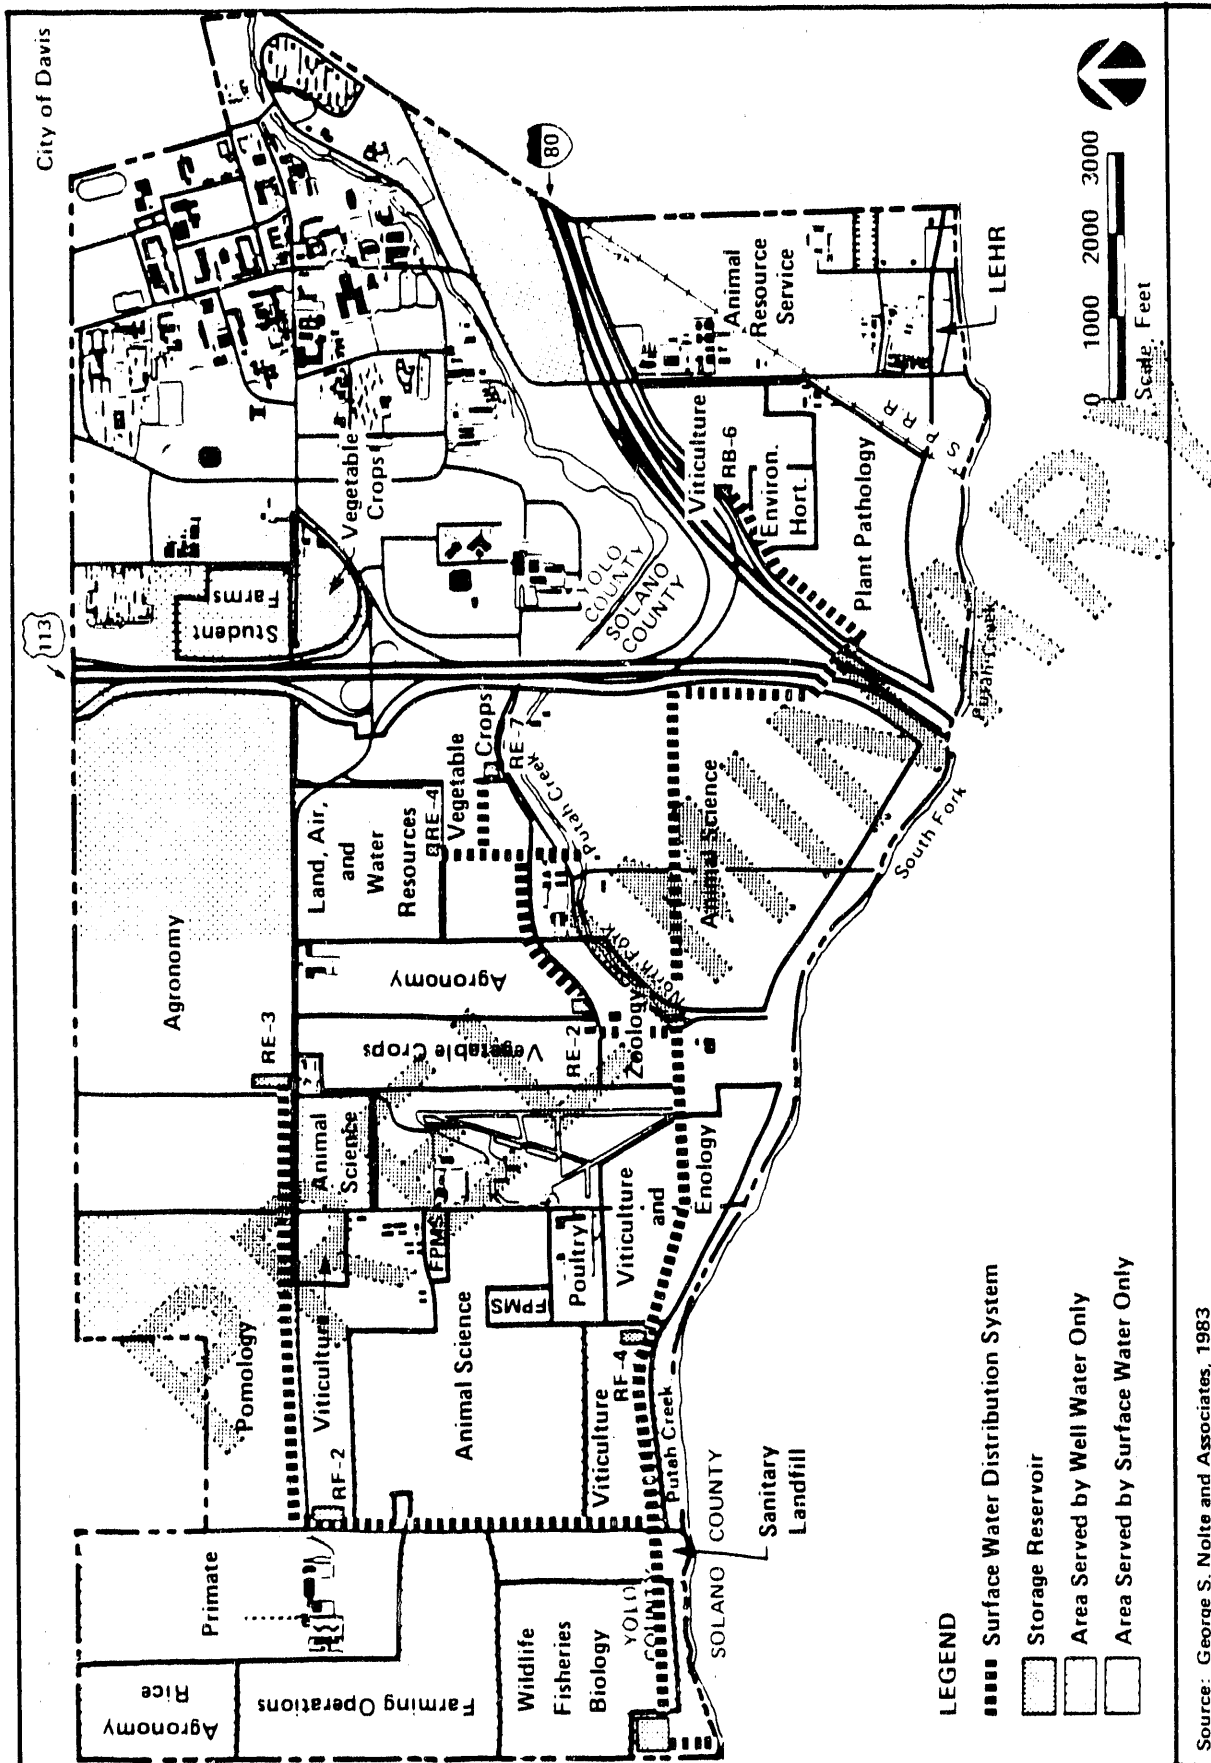 City of Davis
113
80
Student
Farms
Vegetable
Crops
YOLO
COUNTY
SOLANO
COUNTY
Viticulture
RB-6
Environ.
Hort.
Plant Pathology
Animal
Resource
Service
LEHR
S P R R
Putah Creek
South Fork
Agronomy
RE-3
Land, Air,
and
Water
Resources
RE-4
Vegetable
Crops
RE-7
Putah Creek
North Fork
Animal Science
Agronomy
Vegetable Crops
RE-2
Zoology
Animal
Science
Pomology
Viticulture
RF-2
FPMS
FPMS
Poultry
Animal Science
Viticulture
and
Enology
Viticulture
RF-4
Putah Creek
Primate
Agronomy
Rice
Farming Operations
Wildlife
Fisheries
Biology
YOLO
COUNTY
SOLANO COUNTY
Sanitary
Landfill
PRELIMINARY
0 1000 2000 3000
Scale, Feet
LEGEND
Surface Water Distribution System
Storage Reservoir
Area Served by Well Water Only
Area Served by Surface Water Only
Source: George S. Nolte and Associates, 1983